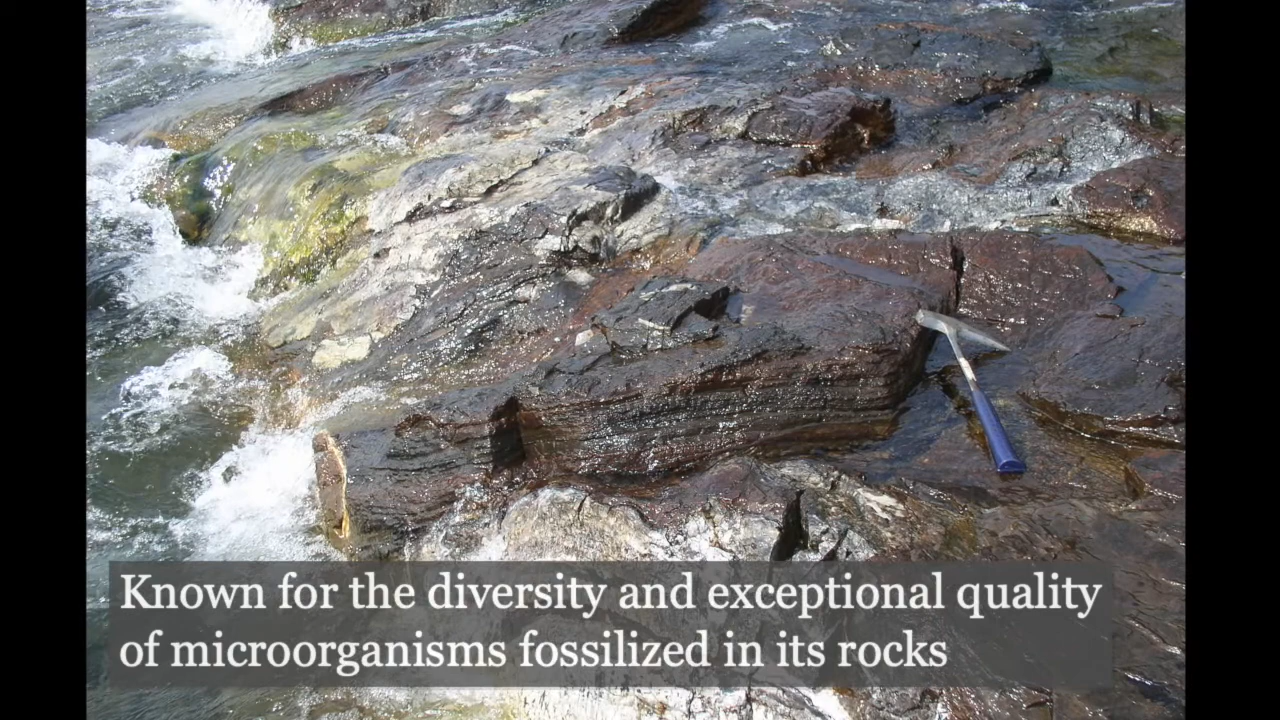 Known for the diversity and exceptional quality
of microorganisms fossilized in its rocks